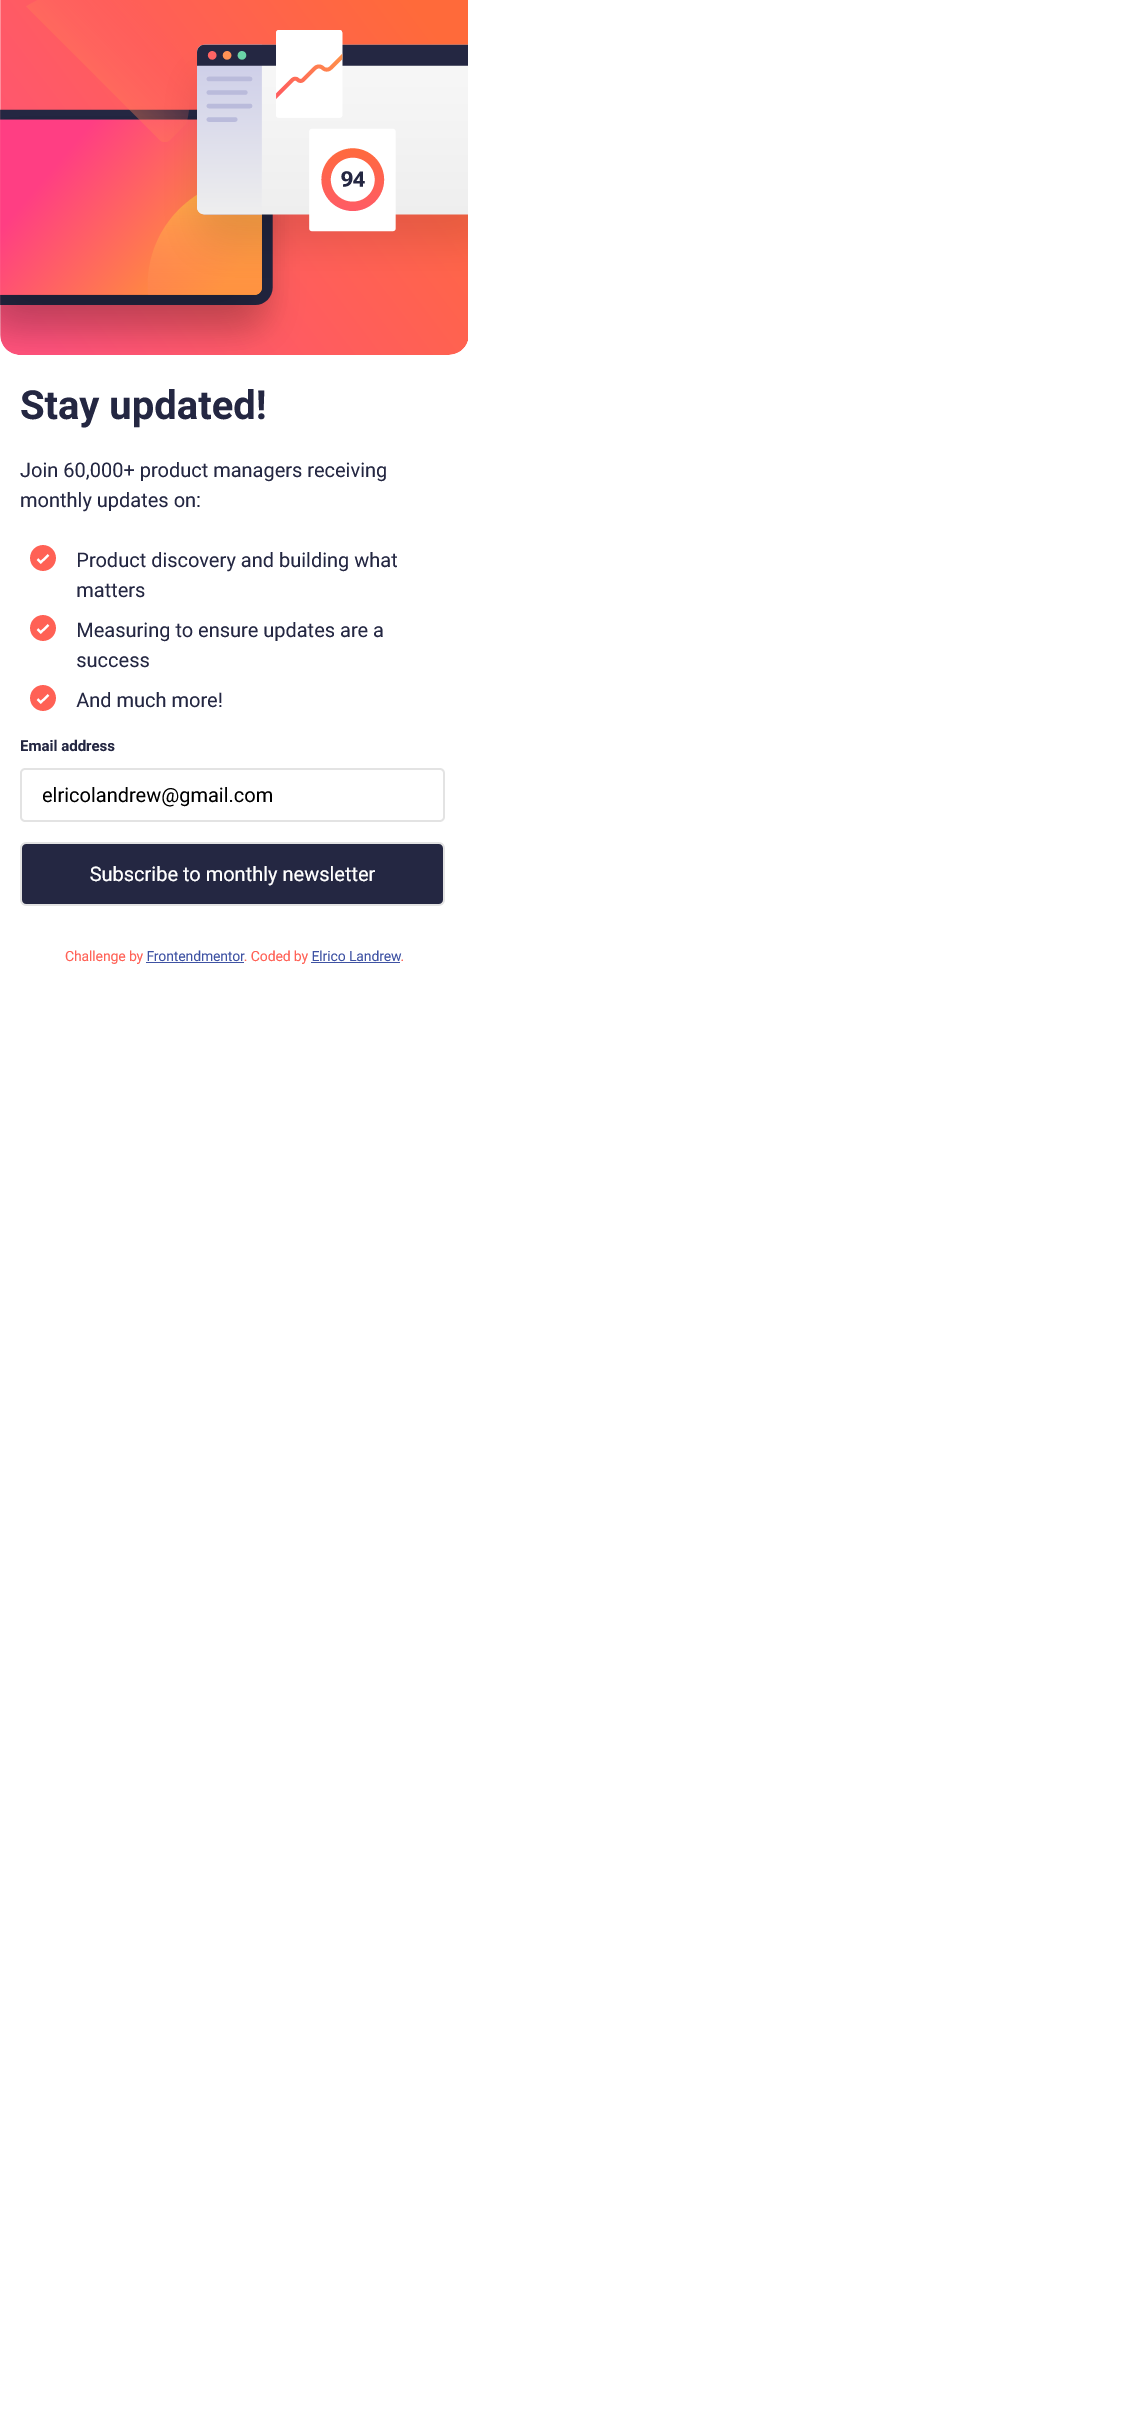 94
Stay updated!
Join 60,000+ product managers receiving
monthly updates on:
Product discovery and building what
matters
Measuring to ensure updates are a
success
And much more!
Email address
elricolandrew@gmail.com
Subscribe to monthly newsletter
Challenge by Frontendmentor. Coded by Elrico Landrew.